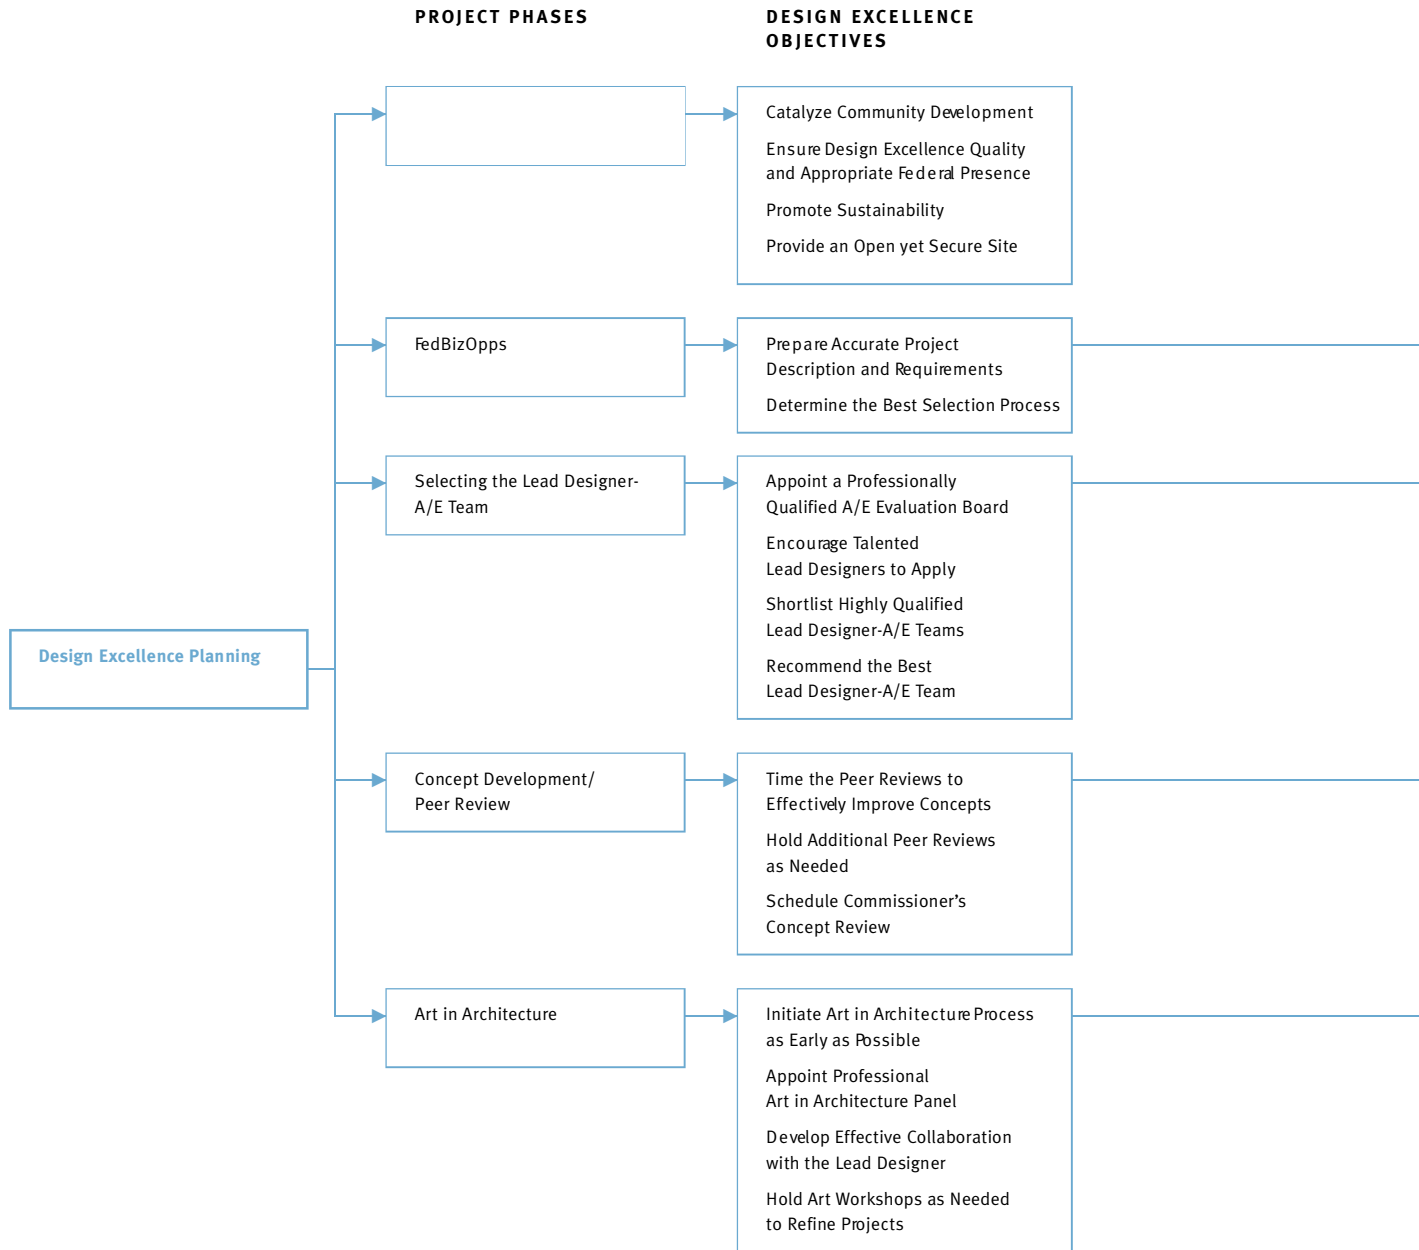 PROJECT PHASES
DESIGN EXCELLENCE
OBJECTIVES
Catalyze Community Development
Ensure Design Excellence Quality
and Appropriate Federal Presence
Promote Sustainability
Provide an Open yet Secure Site
FedBizOpps
Prepare Accurate Project
Description and Requirements
Determine the Best Selection Process
Selecting the Lead Designer-
A/E Team
Appoint a Professionally
Qualified A/E Evaluation Board
Encourage Talented
Lead Designers to Apply
Shortlist Highly Qualified
Lead Designer-A/E Teams
Recommend the Best
Lead Designer-A/E Team
Design Excellence Planning
Concept Development/
Peer Review
Time the Peer Reviews to
Effectively Improve Concepts
Hold Additional Peer Reviews
as Needed
Schedule Commissioner’s
Concept Review
Art in Architecture
Initiate Art in Architecture Process
as Early as Possible
Appoint Professional
Art in Architecture Panel
Develop Effective Collaboration
with the Lead Designer
Hold Art Workshops as Needed
to Refine Projects